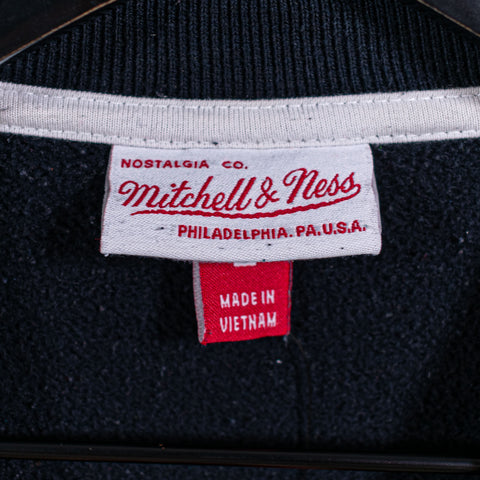 NOSTALGIA CO.
Mitchell & Ness
PHILADELPHIA. PA. U.S.A.
MADE IN
VIETNAM